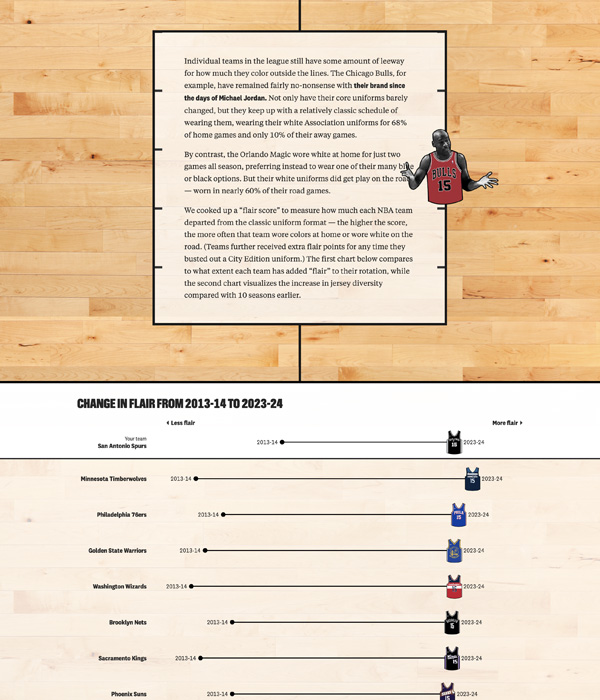 Individual teams in the league still have some amount of leeway
for how much they color outside the lines. The Chicago Bulls, for
example, have remained fairly no-nonsense with their brand since
the days of Michael Jordan. Not only have their core uniforms barely
changed, but they keep up with a relatively classic schedule of
wearing them, wearing their white Association uniforms for 68%
of home games and only 10% of their away games.
By contrast, the Orlando Magic wore white at home for just two
games all season, preferring instead to wear one of their many blue
or black options. But their white uniforms did get play on the road
— worn in nearly 60% of their road games.
BULLS
15
We cooked up a “flair score” to measure how much each NBA team
departed from the classic uniform format — the higher the score,
the more often that team wore colors at home or wore white on the
road. (Teams further received extra flair points for any time they
busted out a City Edition uniform.) The first chart below compares
to what extent each team has added “flair” to their rotation, while
the second chart visualizes the increase in jersey diversity
compared with 10 seasons earlier.
CHANGE IN FLAIR FROM 2013-14 TO 2023-24
Less flair
More flair
Your team
San Antonio Spurs
2013-14
2023-24
Minnesota Timberwolves
2013-14
15
2023-24
Philadelphia 76ers
2013-14
2023-24
Golden State Warriors
2013-14
2023-24
Washington Wizards
2013-14
2023-24
Brooklyn Nets
2013-14
15
2023-24
Sacramento Kings
2013-14
15
2023-24
Phoenix Suns
2013-14
2023-24